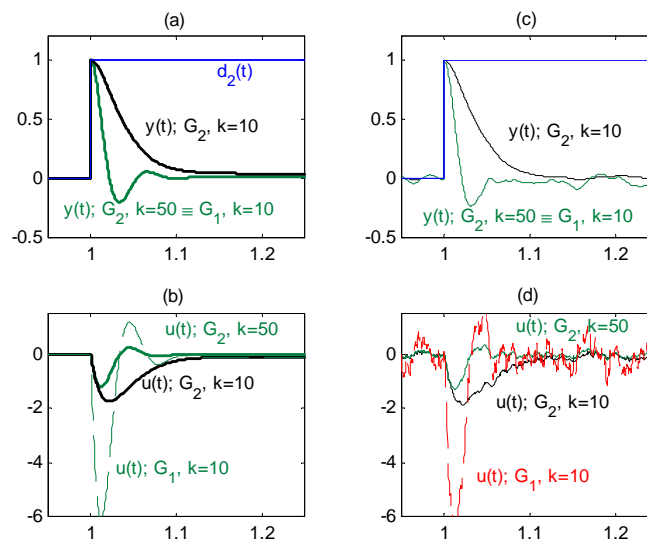 (a)
1
0.5
0
-0.5
d2(t)
y(t); G2, k=10
y(t); G2, k=50 ≡ G1, k=10
1
1.1
1.2
(c)
1
0.5
0
-0.5
d2(t)
y(t); G2, k=10
y(t); G2, k=50 ≡ G1, k=10
1
1.1
1.2
(b)
0
-2
-4
-6
u(t); G2, k=50
u(t); G2, k=10
u(t); G1, k=10
1
1.1
1.2
(d)
0
-2
-4
-6
u(t); G2, k=50
u(t); G2, k=10
u(t); G1, k=10
1
1.1
1.2